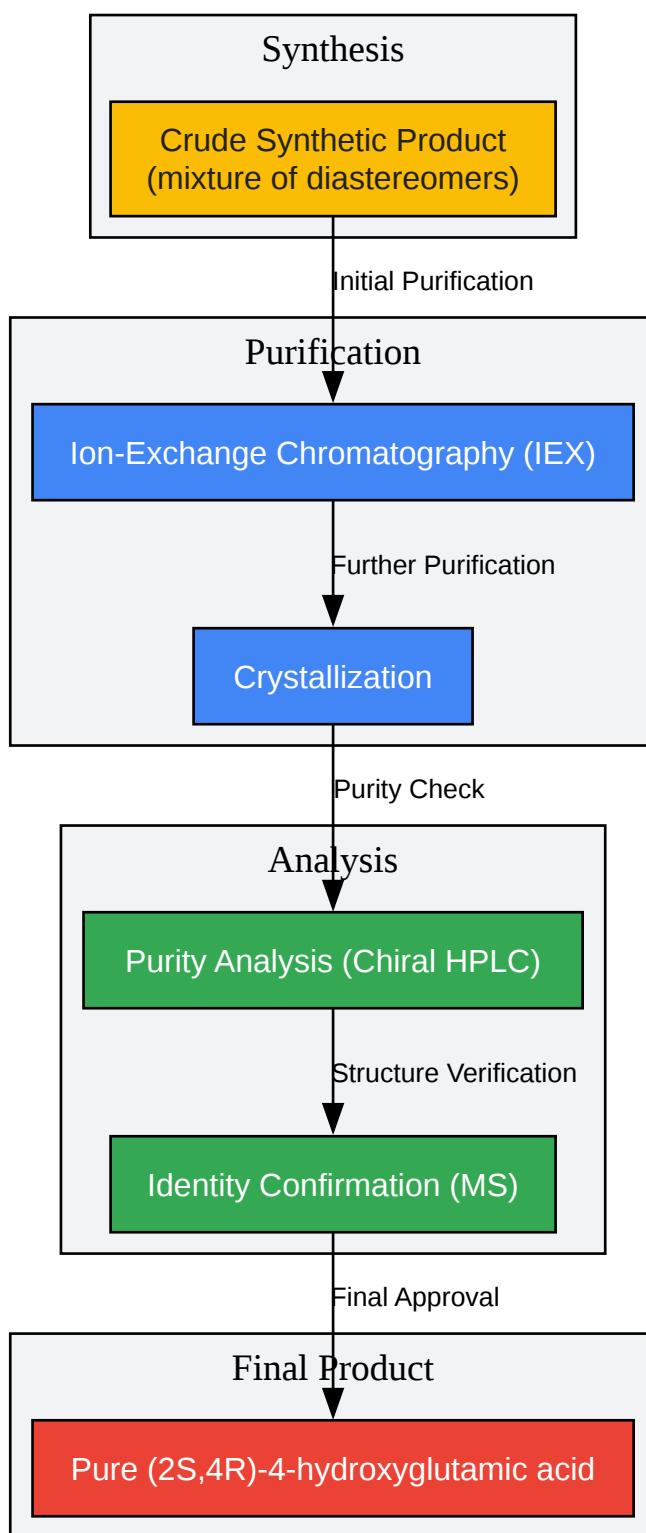 Synthesis
Crude Synthetic Product
(mixture of diastereomers)
Initial Purification
Purification
Ion-Exchange Chromatography (IEX)
Further Purification
Crystallization
Purity Check
Analysis
Purity Analysis (Chiral HPLC)
Structure Verification
Identity Confirmation (MS)
Final Approval
Final Product
Pure (2S,4R)-4-hydroxyglutamic acid